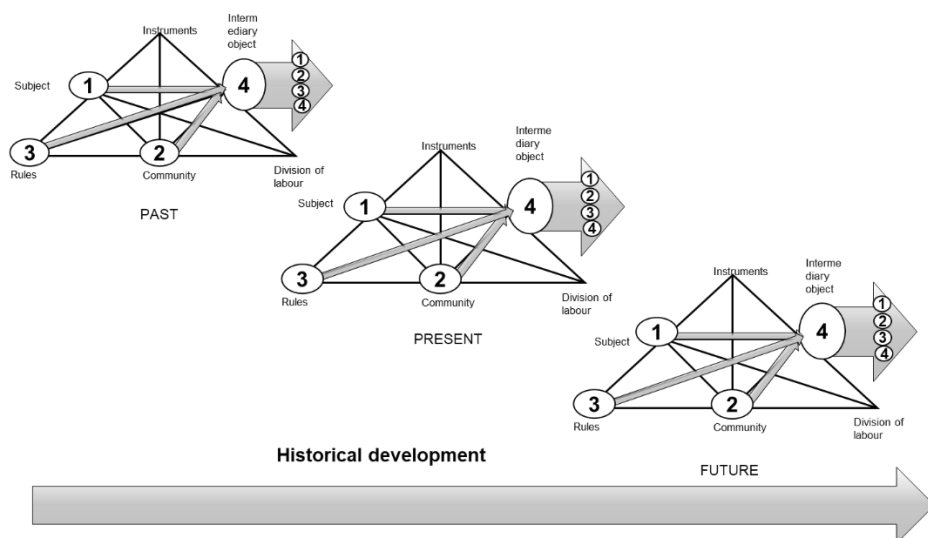 Instruments
Interm
ediary
object
1
2
3
4
Subject
1
4
3
2
Rules
Community
Division of
labour
PAST
Instruments
Interme
diary
object
1
2
3
4
Subject
1
4
3
2
Rules
Community
Division of
labour
PRESENT
Instruments
Interme
diary
object
1
2
3
4
Subject
1
4
3
2
Rules
Community
Division of
labour
FUTURE
Historical development